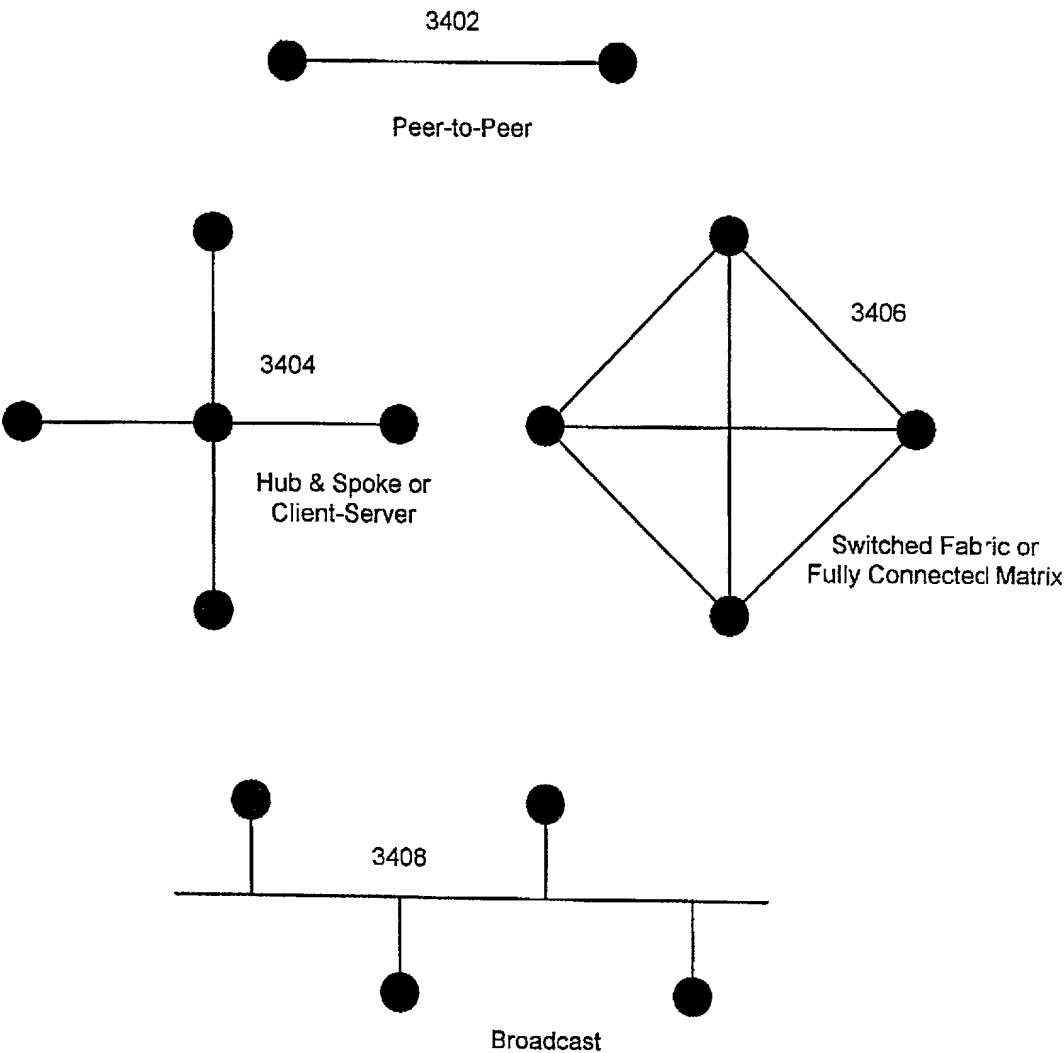 3402
Peer-to-Peer
3404
Hub & Spoke or
Client-Server
3406
Switched Fabric or
Fully Connected Matrix
3408
Broadcast